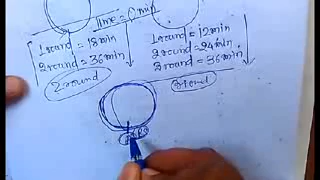 Time = 0 min
1 round = 18 min
2 round = 36 min
2 round
1 round = 12 min
2 round = 24 min
3 round = 36 min
3 round